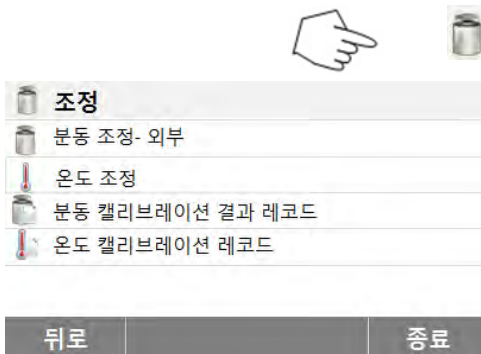 조정
분동 조정- 외부
온도 조정
분동 캘리브레이션 결과 레코드
온도 캘리브레이션 레코드
뒤로
종료